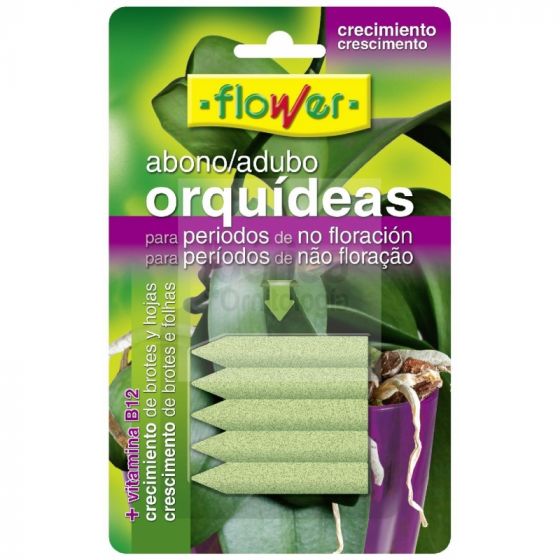 crecimiento
crescimento
flower
abono/adubo
orquídeas
para periodos de no floración
para períodos de não floração
+ vitamina B12
crecimiento de brotes y hojas
crescimento de brotes e folhas